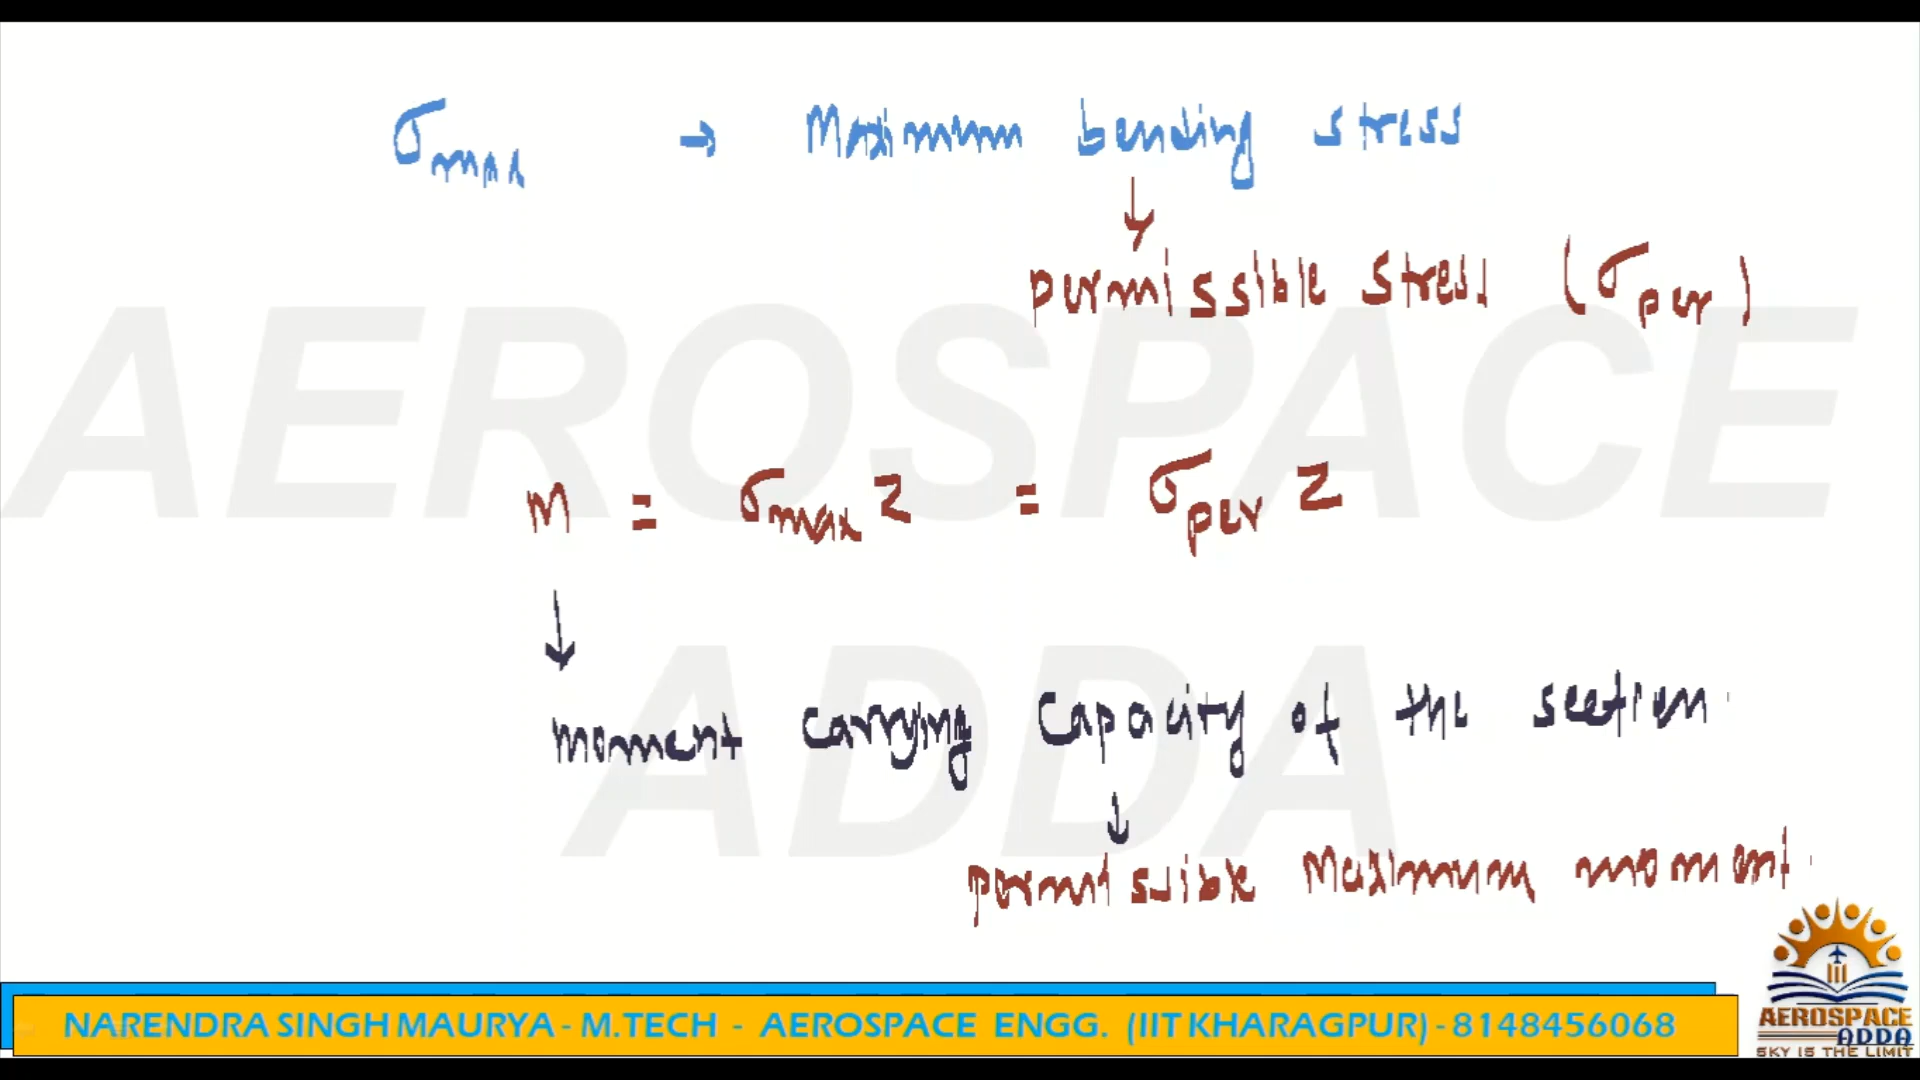 σmax → Maximum bending stress
↓
permissible stress (σper)
M = σmax Z = σper Z
↓
moment carrying capacity of the section.
↓
permissible Maximum moment.
AEROSPACE
ADDA
NARENDRA SINGH MAURYA - M.TECH - AEROSPACE ENGG. (IIT KHARAGPUR) - 8148456068
AEROSPACE
ADDA
SKY IS THE LIMIT